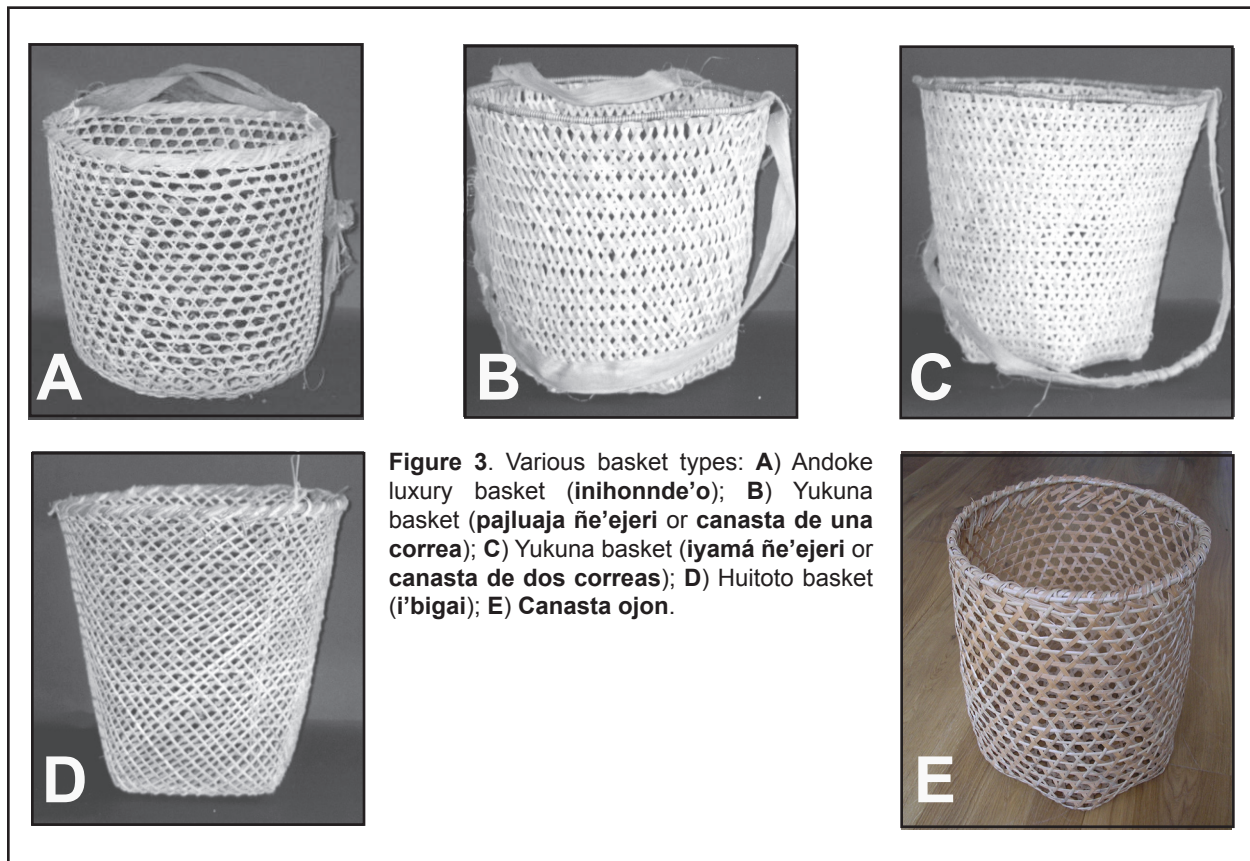 A
B
C
D
Figure 3. Various basket types: A) Andoke
luxury basket (inihonnde'o); B) Yukuna
basket (pajluaja ñe'ejeri or canasta de una
correa); C) Yukuna basket (iyamá ñe'ejeri or
canasta de dos correas); D) Huitoto basket
(i'bigai); E) Canasta ojon.
E